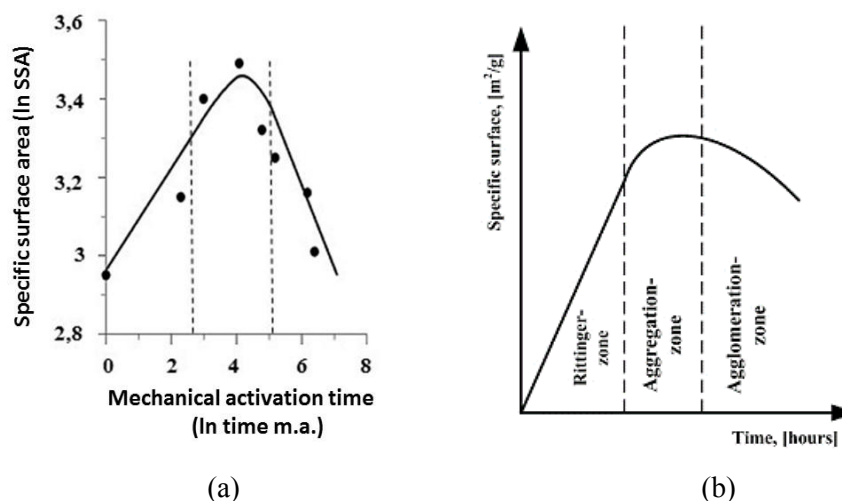 3,6
3,4
3,2
3
2,8
0
2
4
6
8
Specific surface area (ln SSA)
Mechanical activation time
(ln time m.a.)
(a)
Specific surface, [m²/g]
Rittinger-
zone
Aggregation-
zone
Agglomeration-
zone
Time, [hours]
(b)